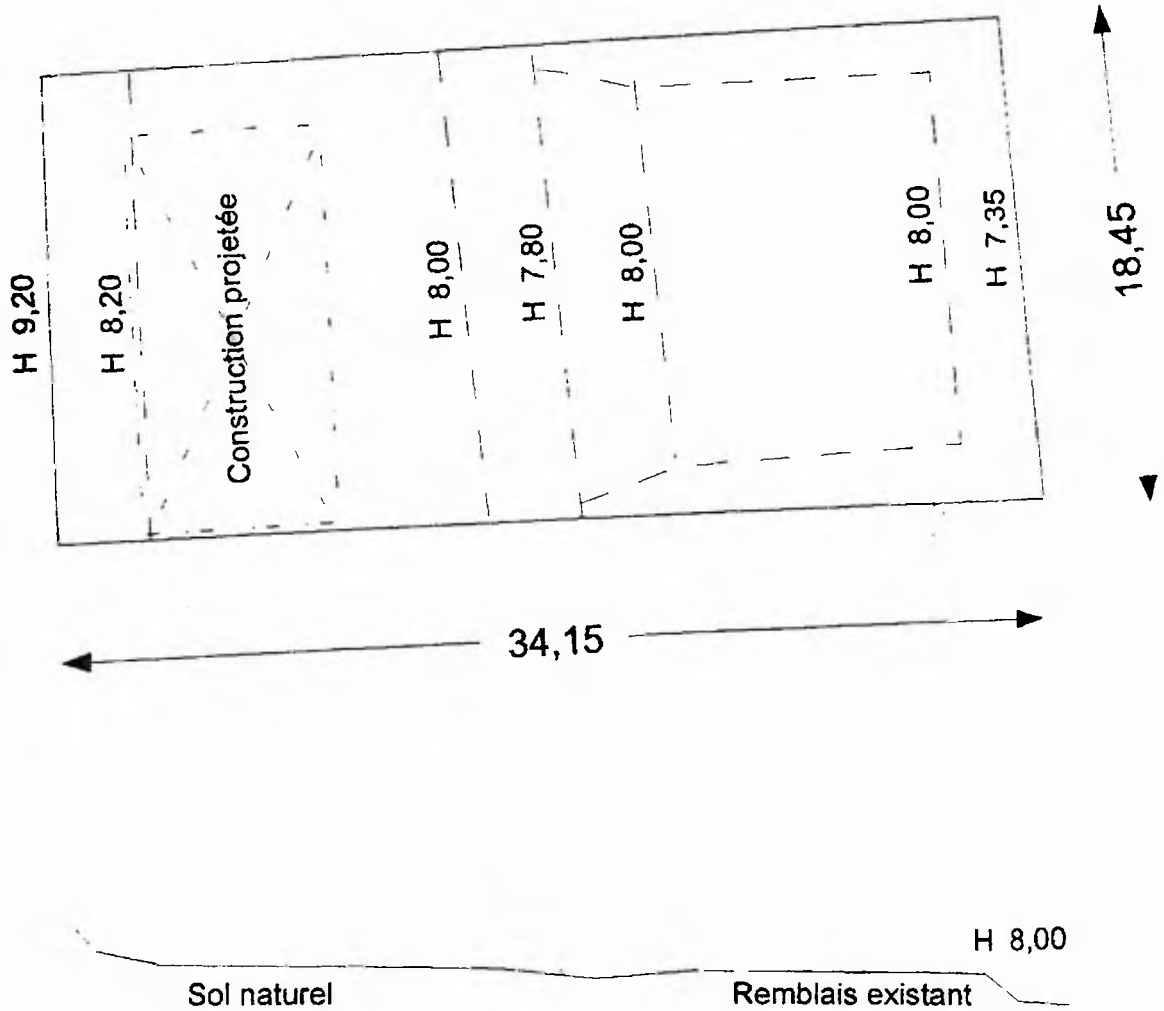 H 9,20
H 8,20
Construction projetée
H 8,00
H 7,80
H 8,00
H 8,00
H 7,35
18,45
34,15
H 8,00
Sol naturel
Remblais existant